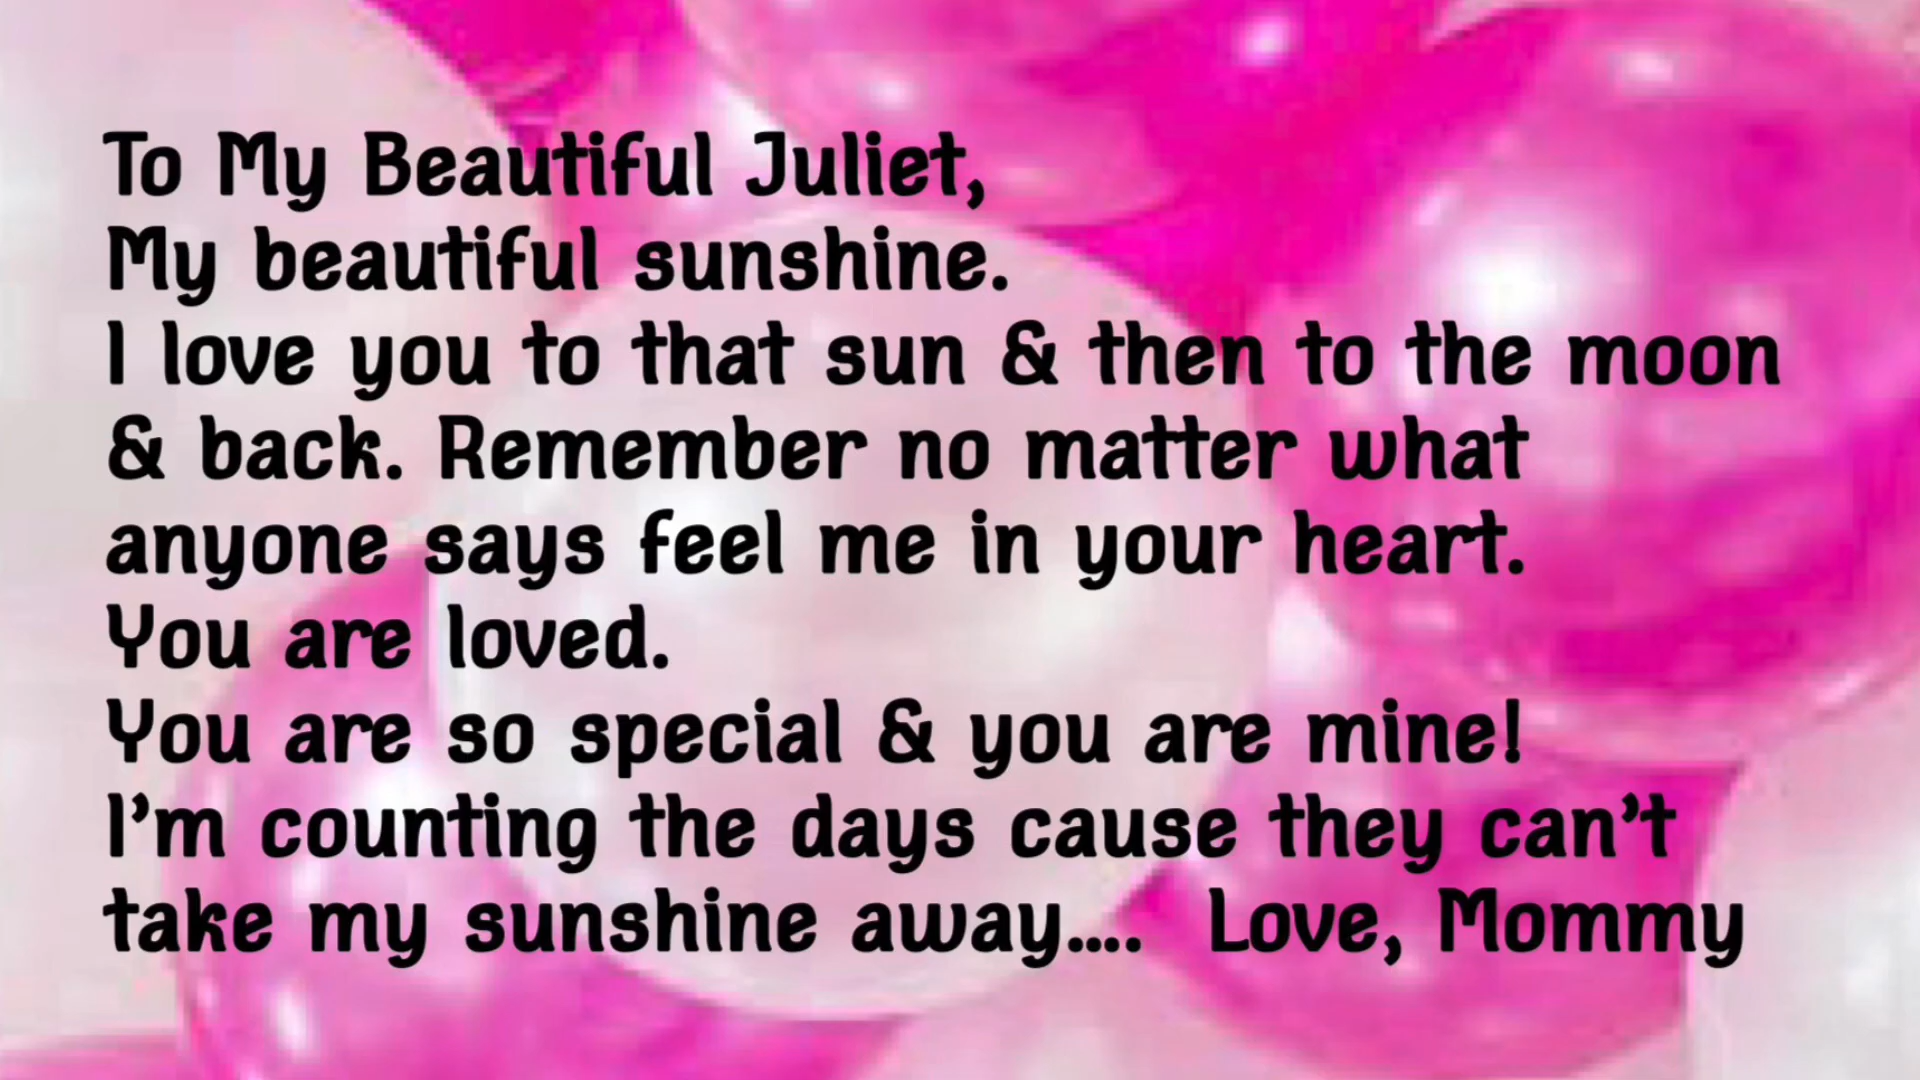 To My Beautiful Juliet,
My beautiful sunshine.
I love you to that sun & then to the moon
& back. Remember no matter what
anyone says feel me in your heart.
You are loved.
You are so special & you are mine!
I’m counting the days cause they can’t
take my sunshine away.... Love, Mommy